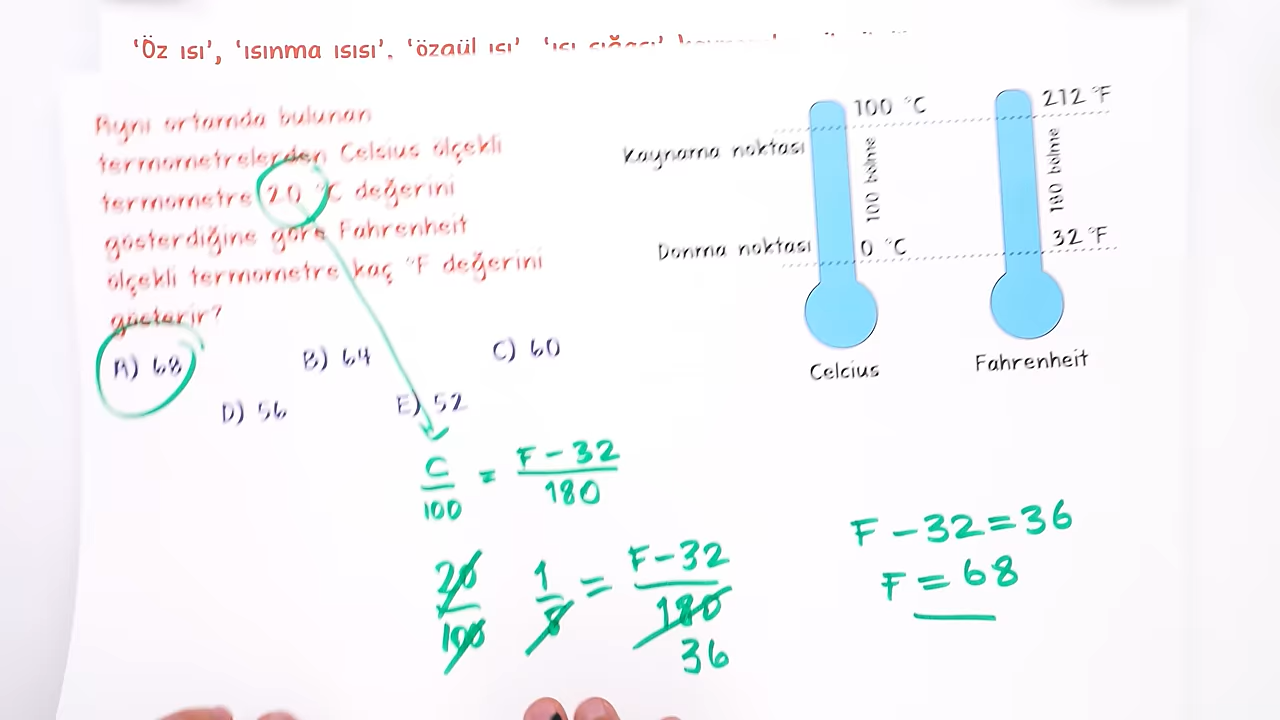 'Öz ısı', 'ısınma ısısı', 'özgül ısı', 'ısı sığası'
Aynı ortamda bulunan
termometrelerden Celsius ölçekli
termometre 20 °C değerini
gösterdiğine göre Fahrenheit
ölçekli termometre kaç °F değerini
gösterir?
A) 68
B) 64
C) 60
D) 56
E) 52
100 °C
212 °F
Kaynama noktası
100 bölme
180 bölme
Donma noktası
0 °C
32 °F
Celcius
Fahrenheit
C/100 = F-32/180
20/100 1/5 = F-32/180
36
F-32=36
F=68